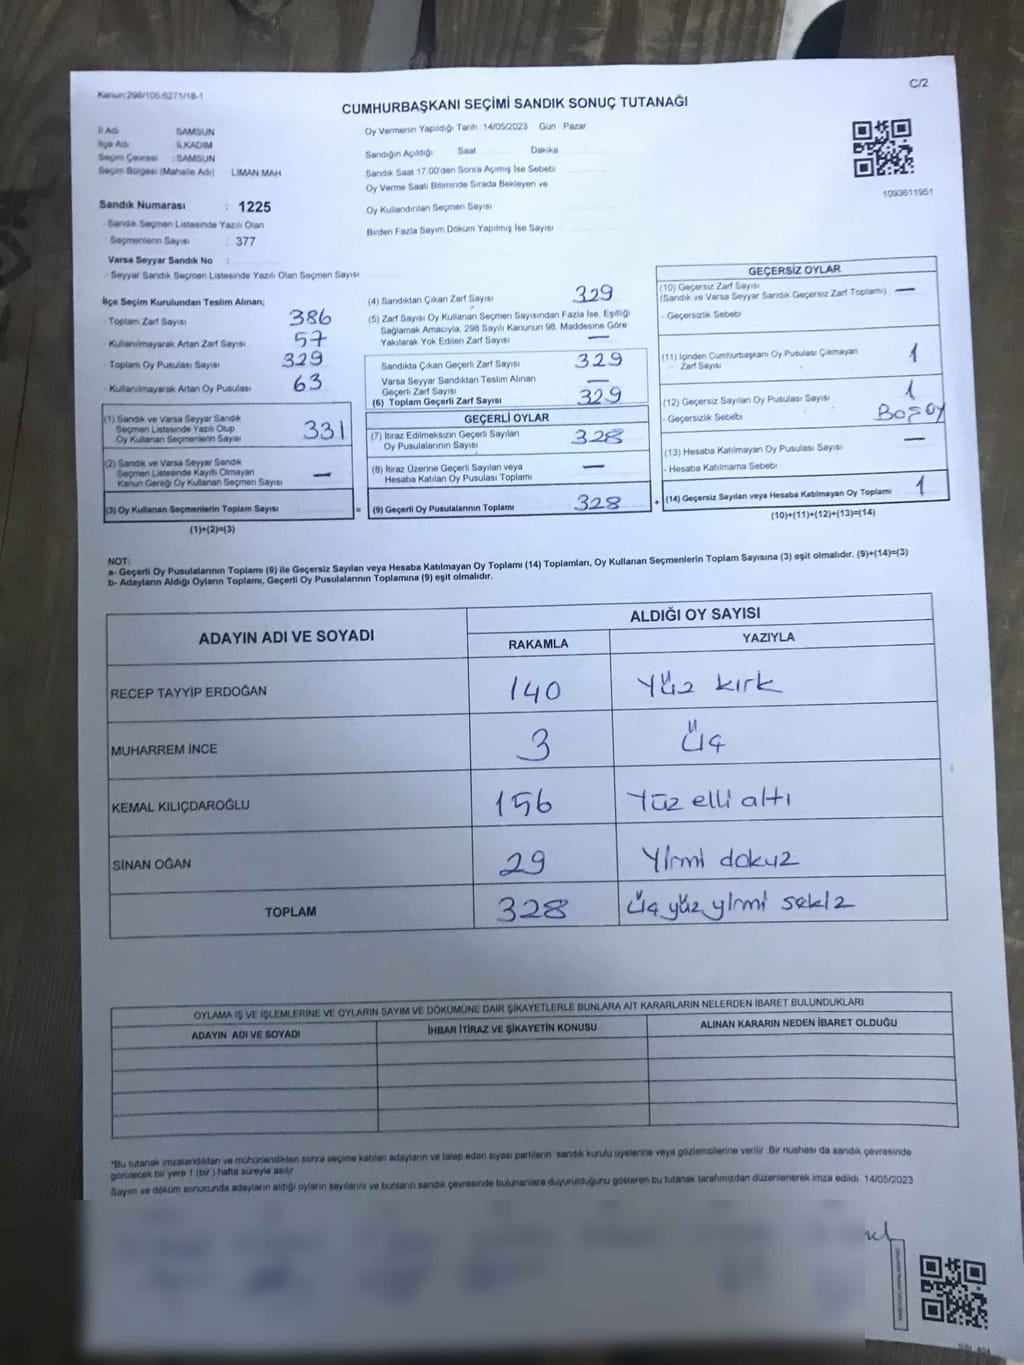 Kanun:298/105:6271/18-1
C/2
CUMHURBAŞKANI SEÇİMİ SANDIK SONUÇ TUTANAĞI
İl Adı SAMSUN
İlçe Adı İLKADIM
Seçim Çevresi : SAMSUN
Seçim Bölgesi (Mahalle Adı) LİMAN MAH
Oy Vermenin Yapıldığı Tarih 14/05/2023 Gün Pazar
Sandığın Açıldığı Saat Dakika
Sandık Saat 17.00'den Sonra Açılmış İse Sebebi
Oy Verme Saati Bitiminde Sırada Bekleyen ve
Oy Kullandırılan Seçmen Sayısı
Birden Fazla Sayım Döküm Yapılmış İse Sayısı
1093611951
Sandık Numarası : 1225
- Sandık Seçmen Listesinde Yazılı Olan
Seçmenlerin Sayısı : 377
Varsa Seyyar Sandık No :
- Seyyar Sandık Seçmen Listesinde Yazılı Olan Seçmen Sayısı
İlçe Seçim Kurulundan Teslim Alınan;
- Toplam Zarf Sayısı 386
- Kullanılmayarak Artan Zarf Sayısı 57
- Toplam Oy Pusulası Sayısı 329
- Kullanılmayarak Artan Oy Pusulası 63
(1) Sandık ve Varsa Seyyar Sandık
Seçmen Listesinde Yazılı Olup
Oy Kullanan Seçmenlerin Sayısı 331
(2) Sandık ve Varsa Seyyar Sandık
Seçmen Listesinde Kayıtlı Olmayan
Kanun Gereği Oy Kullanan Seçmen Sayısı —
(3) Oy Kullanan Seçmenlerin Toplam Sayısı =
(1)+(2)=(3)
(4) Sandıktan Çıkan Zarf Sayısı 329
(5) Zarf Sayısı Oy Kullanan Seçmen Sayısından Fazla İse, Eşitliği
Sağlamak Amacıyla, 298 Sayılı Kanunun 98. Maddesine Göre
Yakılarak Yok Edilen Zarf Sayısı —
Sandıkta Çıkan Geçerli Zarf Sayısı 329
Varsa Seyyar Sandıktan Teslim Alınan
Geçerli Zarf Sayısı —
(6) Toplam Geçerli Zarf Sayısı 329
GEÇERLİ OYLAR
(7) İtiraz Edilmeksizin Geçerli Sayılan
Oy Pusulalarının Sayısı 328
(8) İtiraz Üzerine Geçerli Sayılan veya
Hesaba Katılan Oy Pusulası Toplamı —
(9) Geçerli Oy Pusulalarının Toplamı 328 +
GEÇERSİZ OYLAR
(10) Geçersiz Zarf Sayısı
(Sandık ve Varsa Seyyar Sandık Geçersiz Zarf Toplamı) —
- Geçersizlik Sebebi
(11) İçinden Cumhurbaşkanı Oy Pusulası Çıkmayan
Zarf Sayısı 1
(12) Geçersiz Sayılan Oy Pusulası Sayısı 1
- Geçersizlik Sebebi
(13) Hesaba Katılmayan Oy Pusulası Sayısı —
- Hesaba Katılmama Sebebi
(14) Geçersiz Sayılan veya Hesaba Katılmayan Oy Toplamı 1
(10)+(11)+(12)+(13)=(14)
NOT:
a- Geçerli Oy Pusulalarının Toplamı (9) ile Geçersiz Sayılan veya Hesaba Katılmayan Oy Toplamı (14) Toplamları, Oy Kullanan Seçmenlerin Toplam Sayısına (3) eşit olmalıdır. (9)+(14)=(3)
b- Adayların Aldığı Oyların Toplamı, Geçerli Oy Pusulalarının Toplamına (9) eşit olmalıdır.
ADAYIN ADI VE SOYADI
ALDIĞI OY SAYISI
RAKAMLA YAZIYLA
RECEP TAYYİP ERDOĞAN 140 Yüz kırk
MUHARREM İNCE 3 Üç
KEMAL KILIÇDAROĞLU 156 Yüz elli altı
SİNAN OĞAN 29 Yirmi dokuz
TOPLAM 328 Üç yüz yirmi sekiz
OYLAMA İŞ VE İŞLEMLERİNE VE OYLARIN SAYIM VE DÖKÜMÜNE DAİR ŞİKAYETLERLE BUNLARA AİT KARARLARIN NELERDEN İBARET BULUNDUKLARI
ADAYIN ADI VE SOYADI İHBAR İTİRAZ VE ŞİKAYETİN KONUSU ALINAN KARARIN NEDEN İBARET OLDUĞU
*Bu tutanak imzalandıktan ve mühürlendikten sonra seçime katılan adayların ve talep eden siyasi partilerin sandık kurulu üyelerine veya gözlemcilerine verilir. Bir nushası da sandık çevresinde
görülecek bir yere 1 (bir) hafta süreyle asılır
Sayım ve döküm sonucunda adayların aldığı oyların sayılarını ve bunların sandık çevresinde bulunanlara duyurulduğunu gösteren bu tutanak tarafımızdan düzenlenerek imza edildi. 14/05/2023